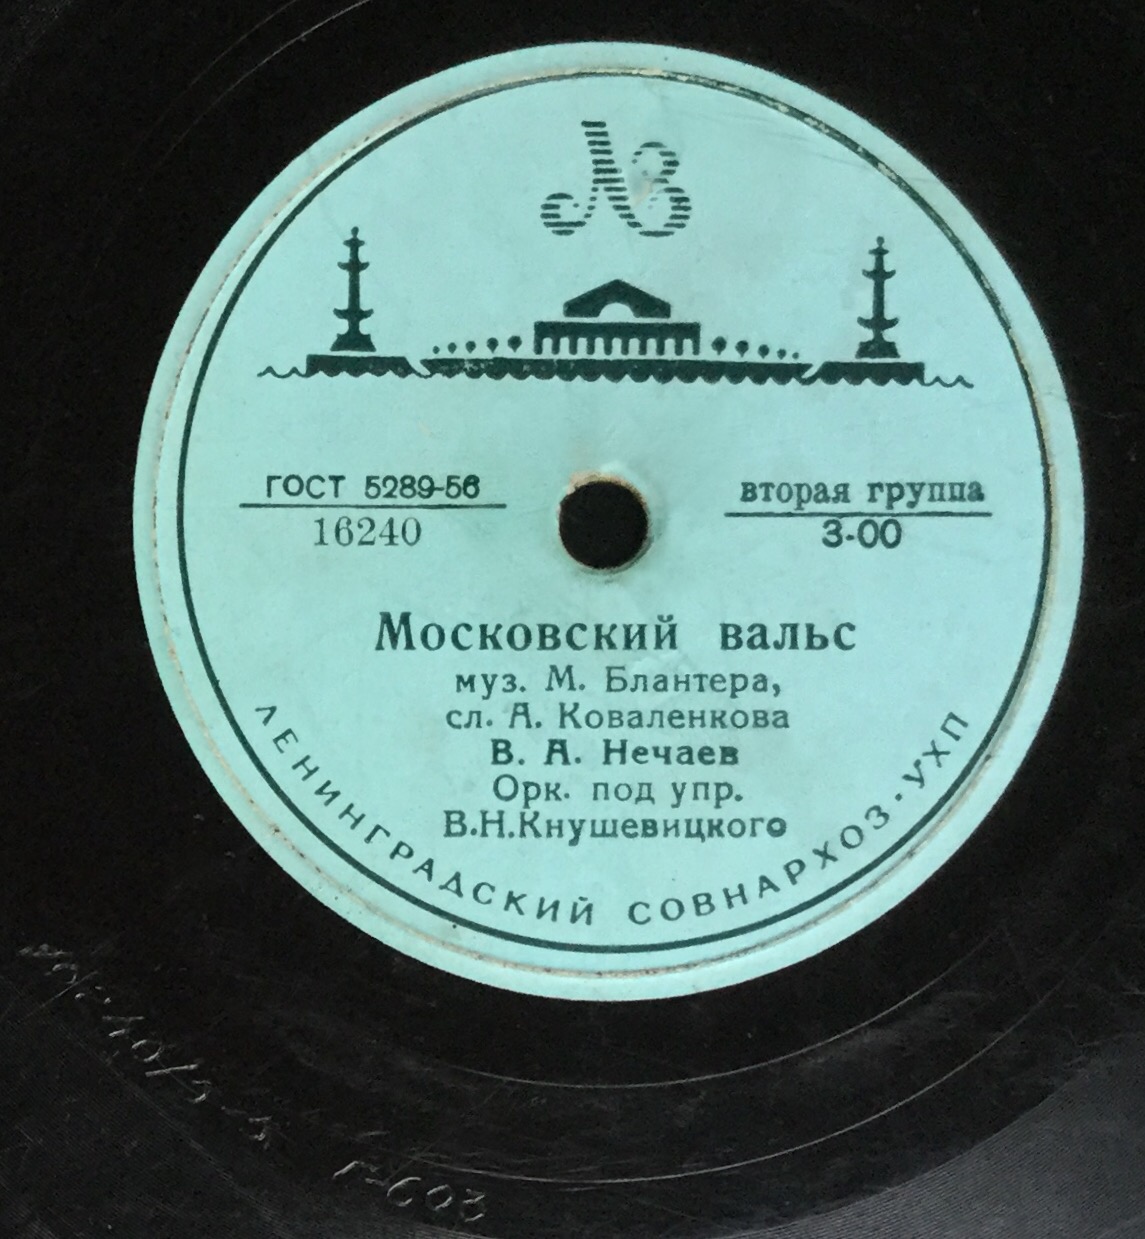 ЛЗ
ГОСТ 5289-56
16240
вторая группа
3-00
Московский вальс
муз. М. Блантера,
сл. А. Коваленкова
В. А. Нечаев
Орк. под упр.
В.Н.Кнушевицкого
ЛЕНИНГРАДСКИЙ СОВНАРХОЗ · УХП